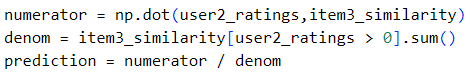 numerator = np.dot(user2_ratings,item3_similarity)
denom = item3_similarity[user2_ratings > 0].sum()
prediction = numerator / denom